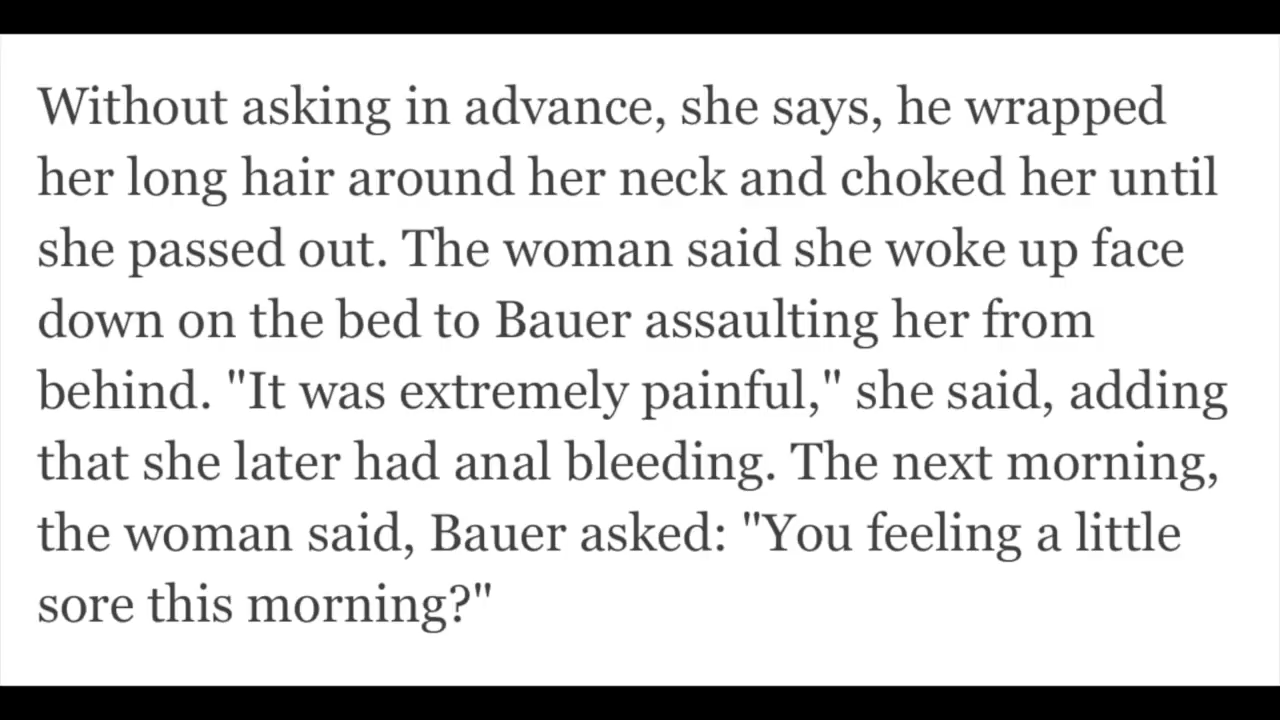 Without asking in advance, she says, he wrapped
her long hair around her neck and choked her until
she passed out. The woman said she woke up face
down on the bed to Bauer assaulting her from
behind. "It was extremely painful," she said, adding
that she later had anal bleeding. The next morning,
the woman said, Bauer asked: "You feeling a little
sore this morning?"